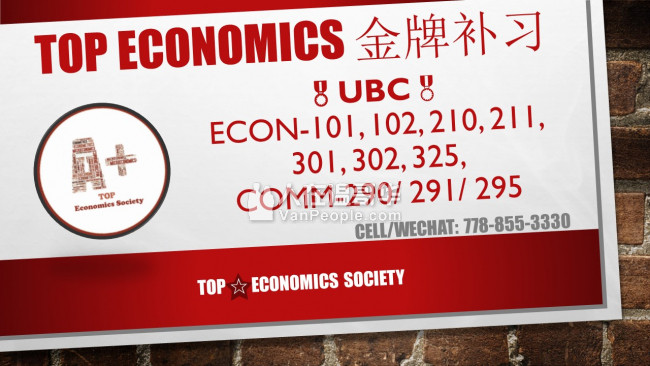 TOP ECONOMICS 金牌补习
UBC
ECON-101, 102, 210, 211,
301, 302, 325,
COMM-290/ 291/ 295
CELL/WECHAT: 778-855-3330
A+
TOP
Economics Society
VanPeople.com
TOP ECONOMICS SOCIETY